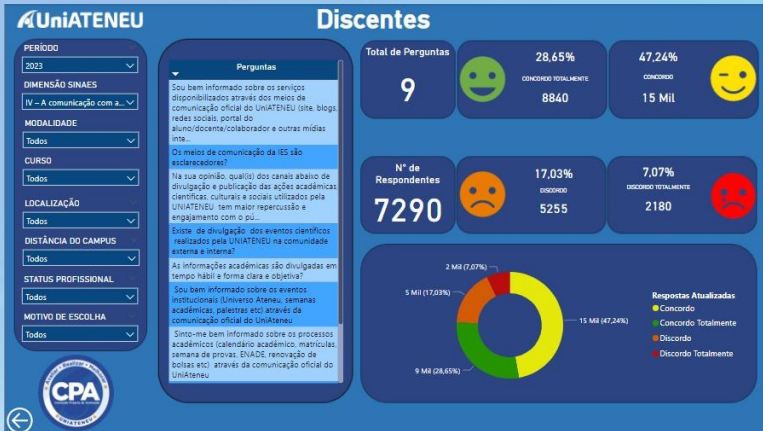 UniATENEU
Discentes
PERÍODO
2023
DIMENSÃO SINAES
IV – A comunicação com a...
MODALIDADE
Todos
CURSO
Todos
LOCALIZAÇÃO
Todos
DISTÂNCIA DO CAMPUS
Todos
STATUS PROFISSIONAL
Todos
MOTIVO DE ESCOLHA
Todos
CPA
UNIATENEU
Perguntas
Sou bem informado sobre os serviços
disponibilizados através dos meios de
comunicação oficial do UniATENEU (site, blogs,
redes sociais, portal do
aluno/docente/colaborador e outras mídias
inte...
Os meios de comunicação da IES são
esclarecedores?
Na sua opinião, qual(is) dos canais abaixo de
divulgação e publicação das ações acadêmicas,
científicas, culturais e sociais utilizados pela
UNIATENEU tem maior repercussão e
engajamento com o pú...
Existe de divulgação dos eventos científicos
realizados pela UNIATENEU na comunidade
externa e interna?
As informações acadêmicas são divulgadas em
tempo hábil e forma clara e objetiva?
Sou bem informado sobre os eventos
institucionais (Universo Ateneu, semanas
acadêmicas, palestras etc) através da
comunicação oficial do UniAteneu
Sinto-me bem informado sobre os processos
acadêmicos (calendário acadêmico, matrículas,
semana de provas, ENADE, renovação de
bolsas etc) através da comunicação oficial do
UniAteneu
Total de Perguntas
9
28,65%
CONCORDO TOTALMENTE
8840
47,24%
CONCORDO
15 Mil
N° de
Respondentes
7290
17,03%
DISCORDO
5255
7,07%
DISCORDO TOTALMENTE
2180
2 Mil (7,07%)
5 Mil (17,03%)
15 Mil (47,24%)
9 Mil (28,65%)
Respostas Atualizadas
Concordo
Concordo Totalmente
Discordo
Discordo Totalmente